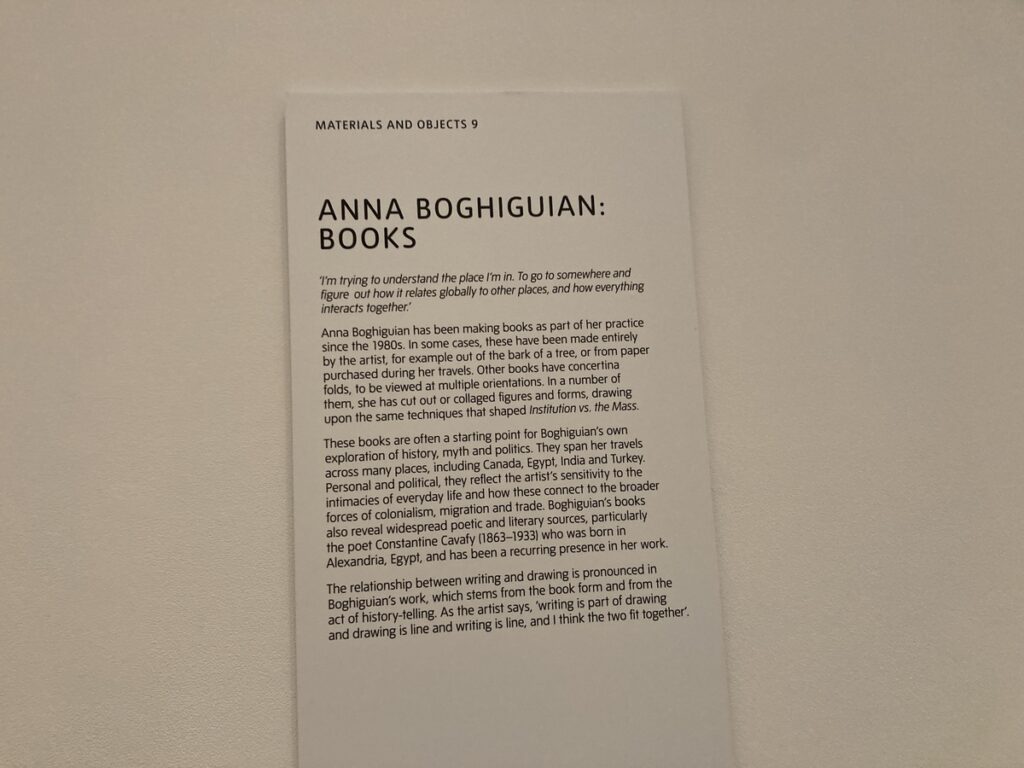 MATERIALS AND OBJECTS 9
ANNA BOGHIGUIAN:
BOOKS
'I'm trying to understand the place I'm in. To go to somewhere and
figure out how it relates globally to other places, and how everything
interacts together.'
Anna Boghiguian has been making books as part of her practice
since the 1980s. In some cases, these have been made entirely
by the artist, for example out of the bark of a tree, or from paper
purchased during her travels. Other books have concertina
folds, to be viewed at multiple orientations. In a number of
them, she has cut out or collaged figures and forms, drawing
upon the same techniques that shaped Institution vs. the Mass.
These books are often a starting point for Boghiguian's own
exploration of history, myth and politics. They span her travels
across many places, including Canada, Egypt, India and Turkey.
Personal and political, they reflect the artist's sensitivity to the
intimacies of everyday life and how these connect to the broader
forces of colonialism, migration and trade. Boghiguian's books
also reveal widespread poetic and literary sources, particularly
the poet Constantine Cavafy (1863–1933) who was born in
Alexandria, Egypt, and has been a recurring presence in her work.
The relationship between writing and drawing is pronounced in
Boghiguian's work, which stems from the book form and from the
act of history-telling. As the artist says, 'writing is part of drawing
and drawing is line and writing is line, and I think the two fit together'.